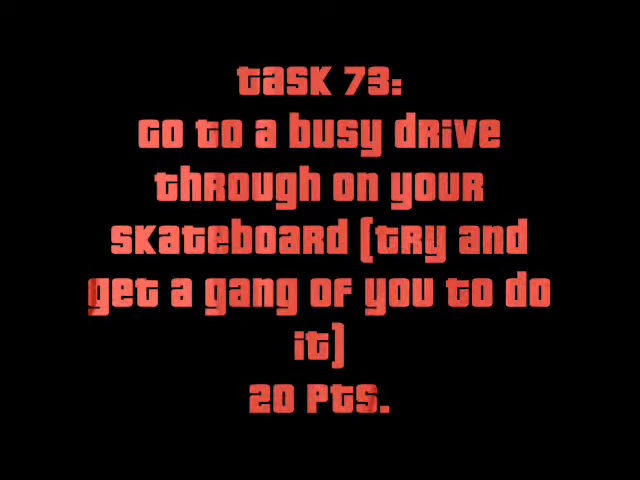 Task 73:
Go to a busy drive
through on your
skateboard (try and
get a gang of you to do
it)
20 Pts.